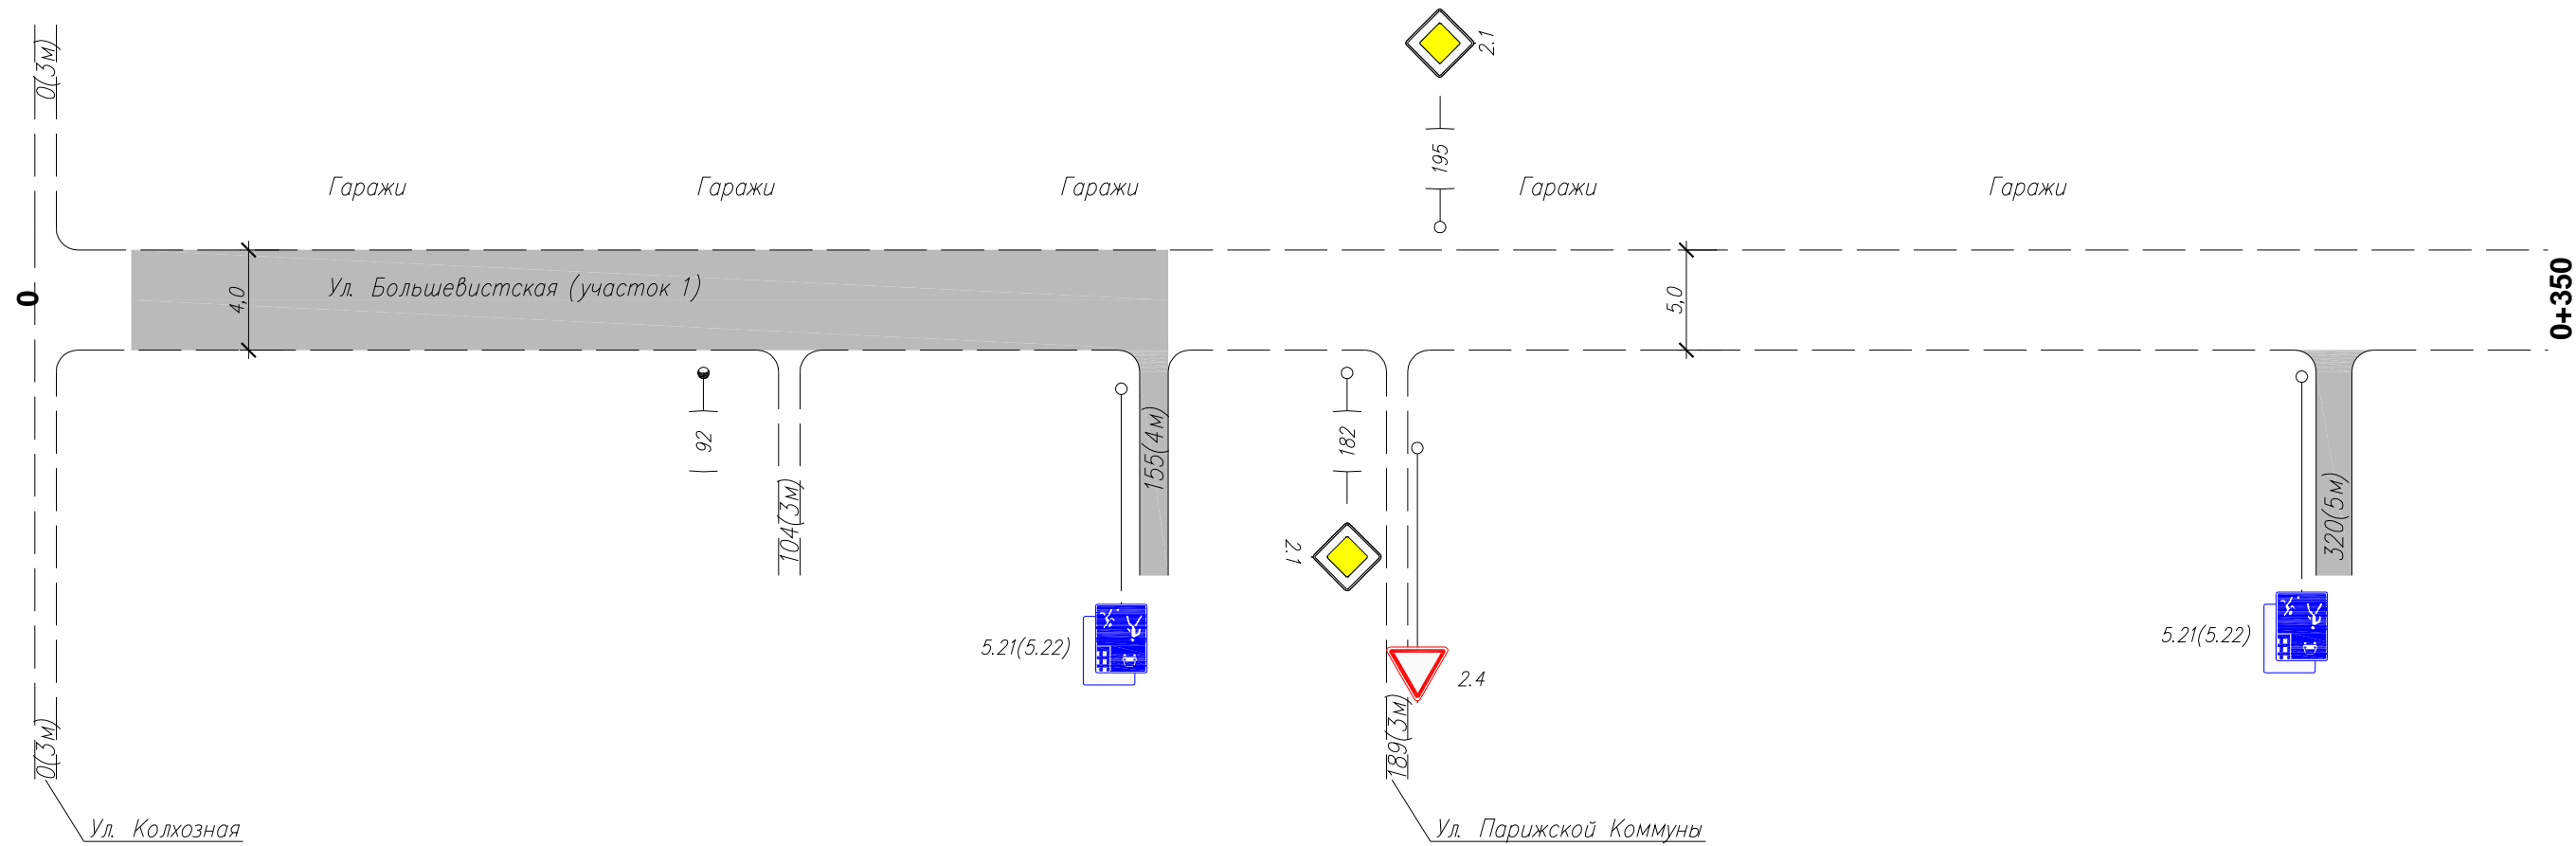 0(3м)
2.1
195
Гаражи
Гаражи
Гаражи
Гаражи
Гаражи
0
4,0
Ул. Большевистская (участок 1)
5,0
0+350
92
104(3м)
155(4м)
182
2.1
320(5м)
5.21(5.22)
5.21(5.22)
2.4
0(3м)
189(3м)
Ул. Колхозная
Ул. Парижской Коммуны